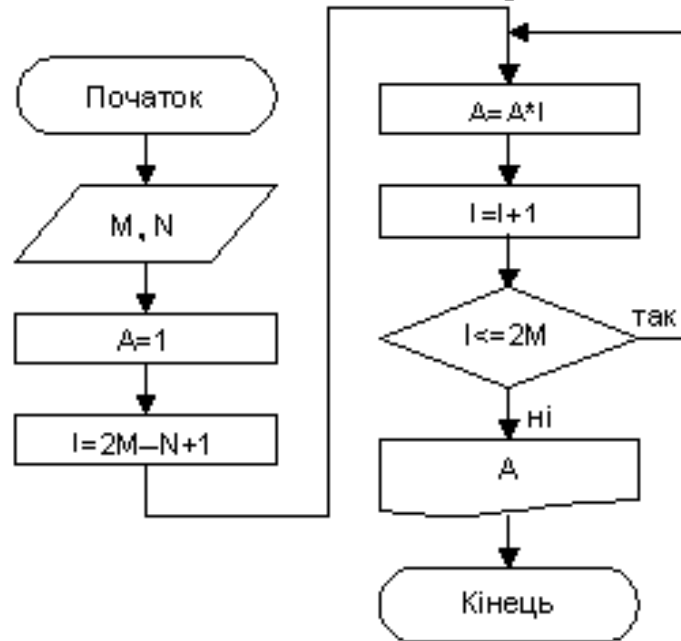 Початок
M, N
A=1
I=2M–N+1
A=A*I
I=I+1
I<=2M
так
ні
A
Кінець